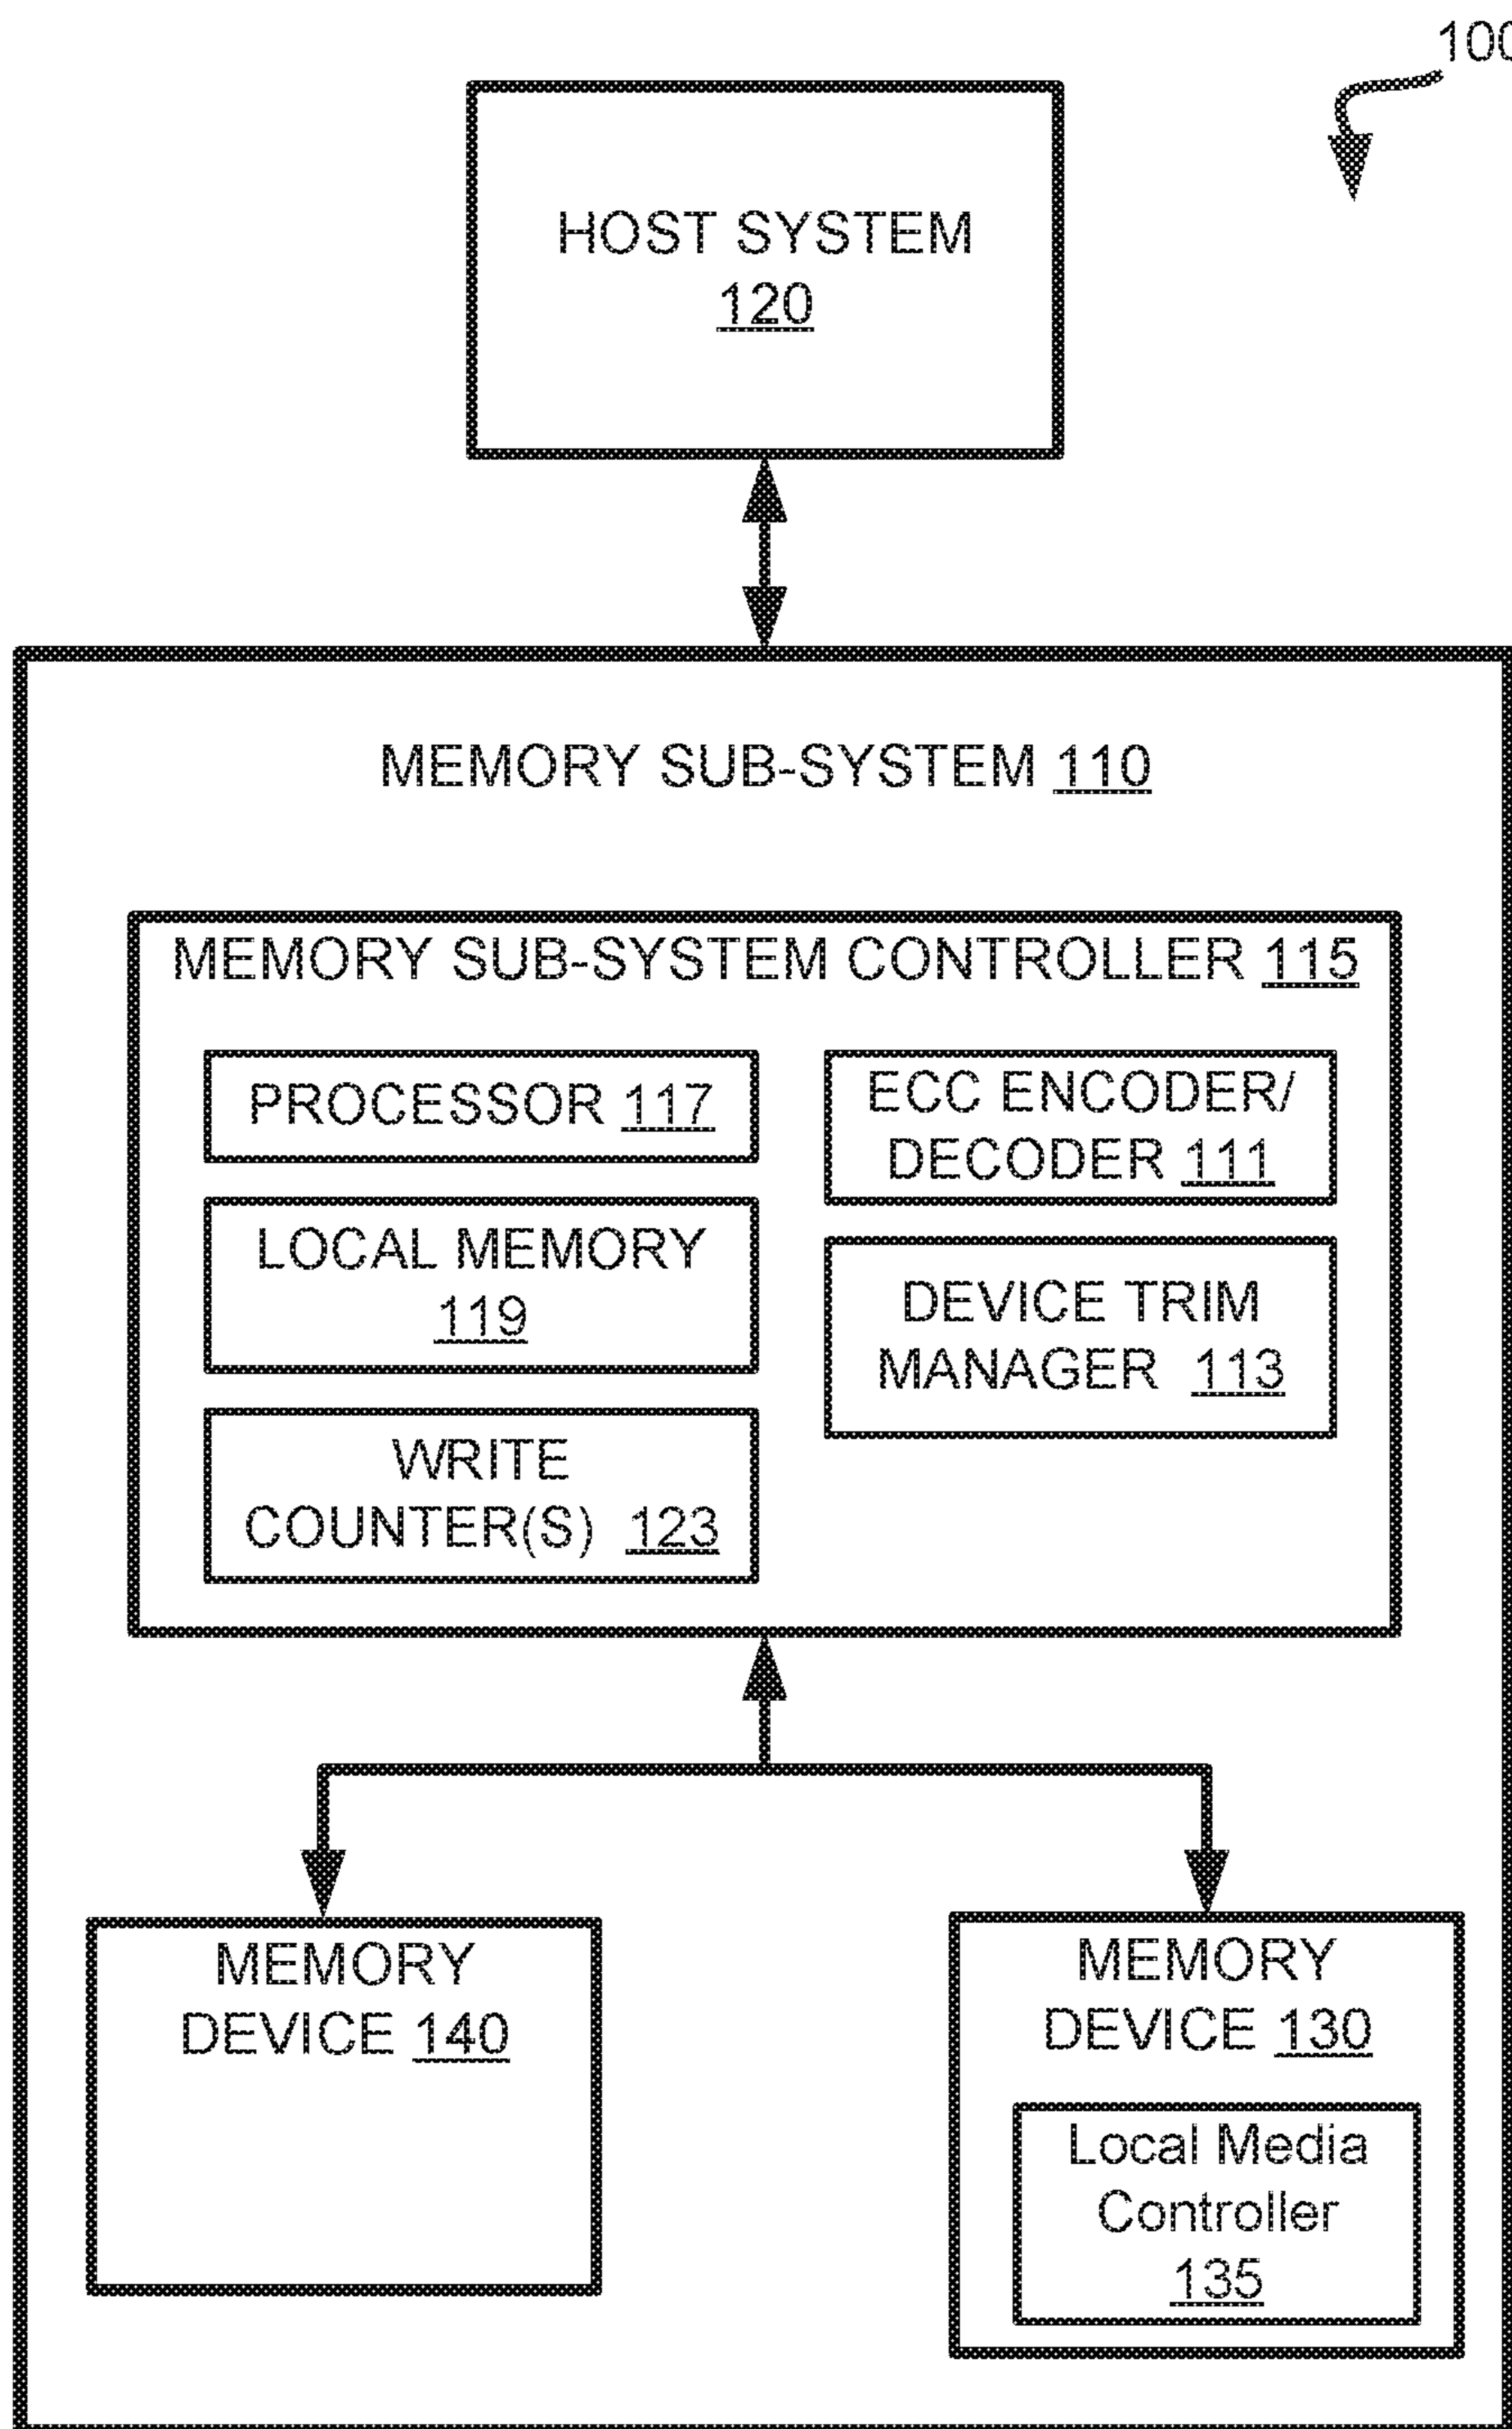 100
HOST SYSTEM
120
MEMORY SUB-SYSTEM 110
MEMORY SUB-SYSTEM CONTROLLER 115
PROCESSOR 117
LOCAL MEMORY
119
WRITE
COUNTER(S) 123
ECC ENCODER/
DECODER 111
DEVICE TRIM
MANAGER 113
MEMORY
DEVICE 140
MEMORY
DEVICE 130
Local Media
Controller
135